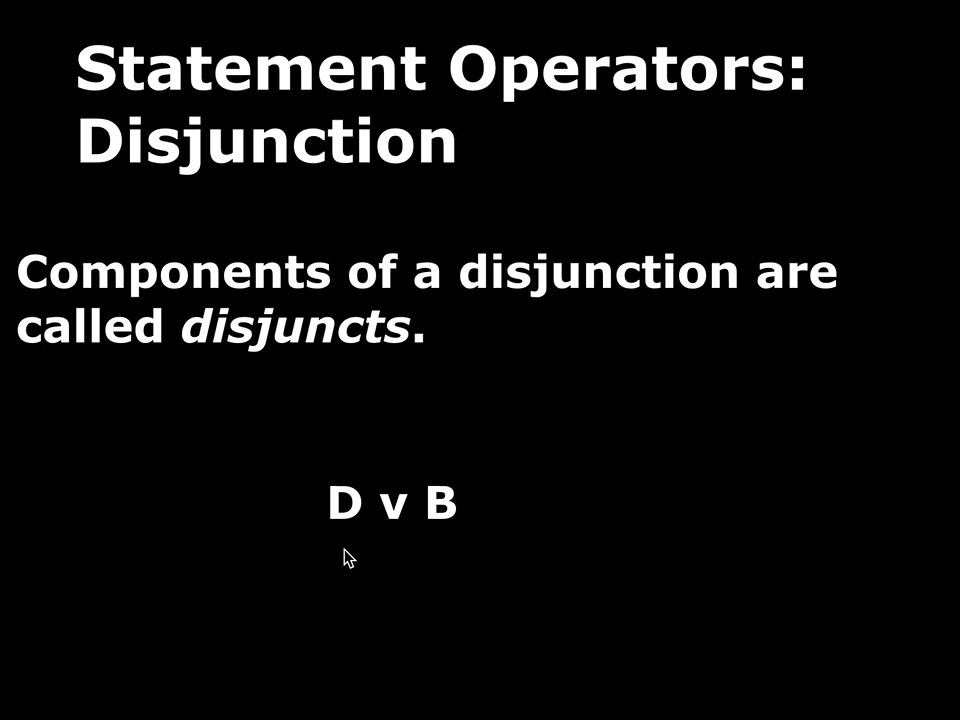 Statement Operators:
Disjunction
Components of a disjunction are
called disjuncts.
D v B